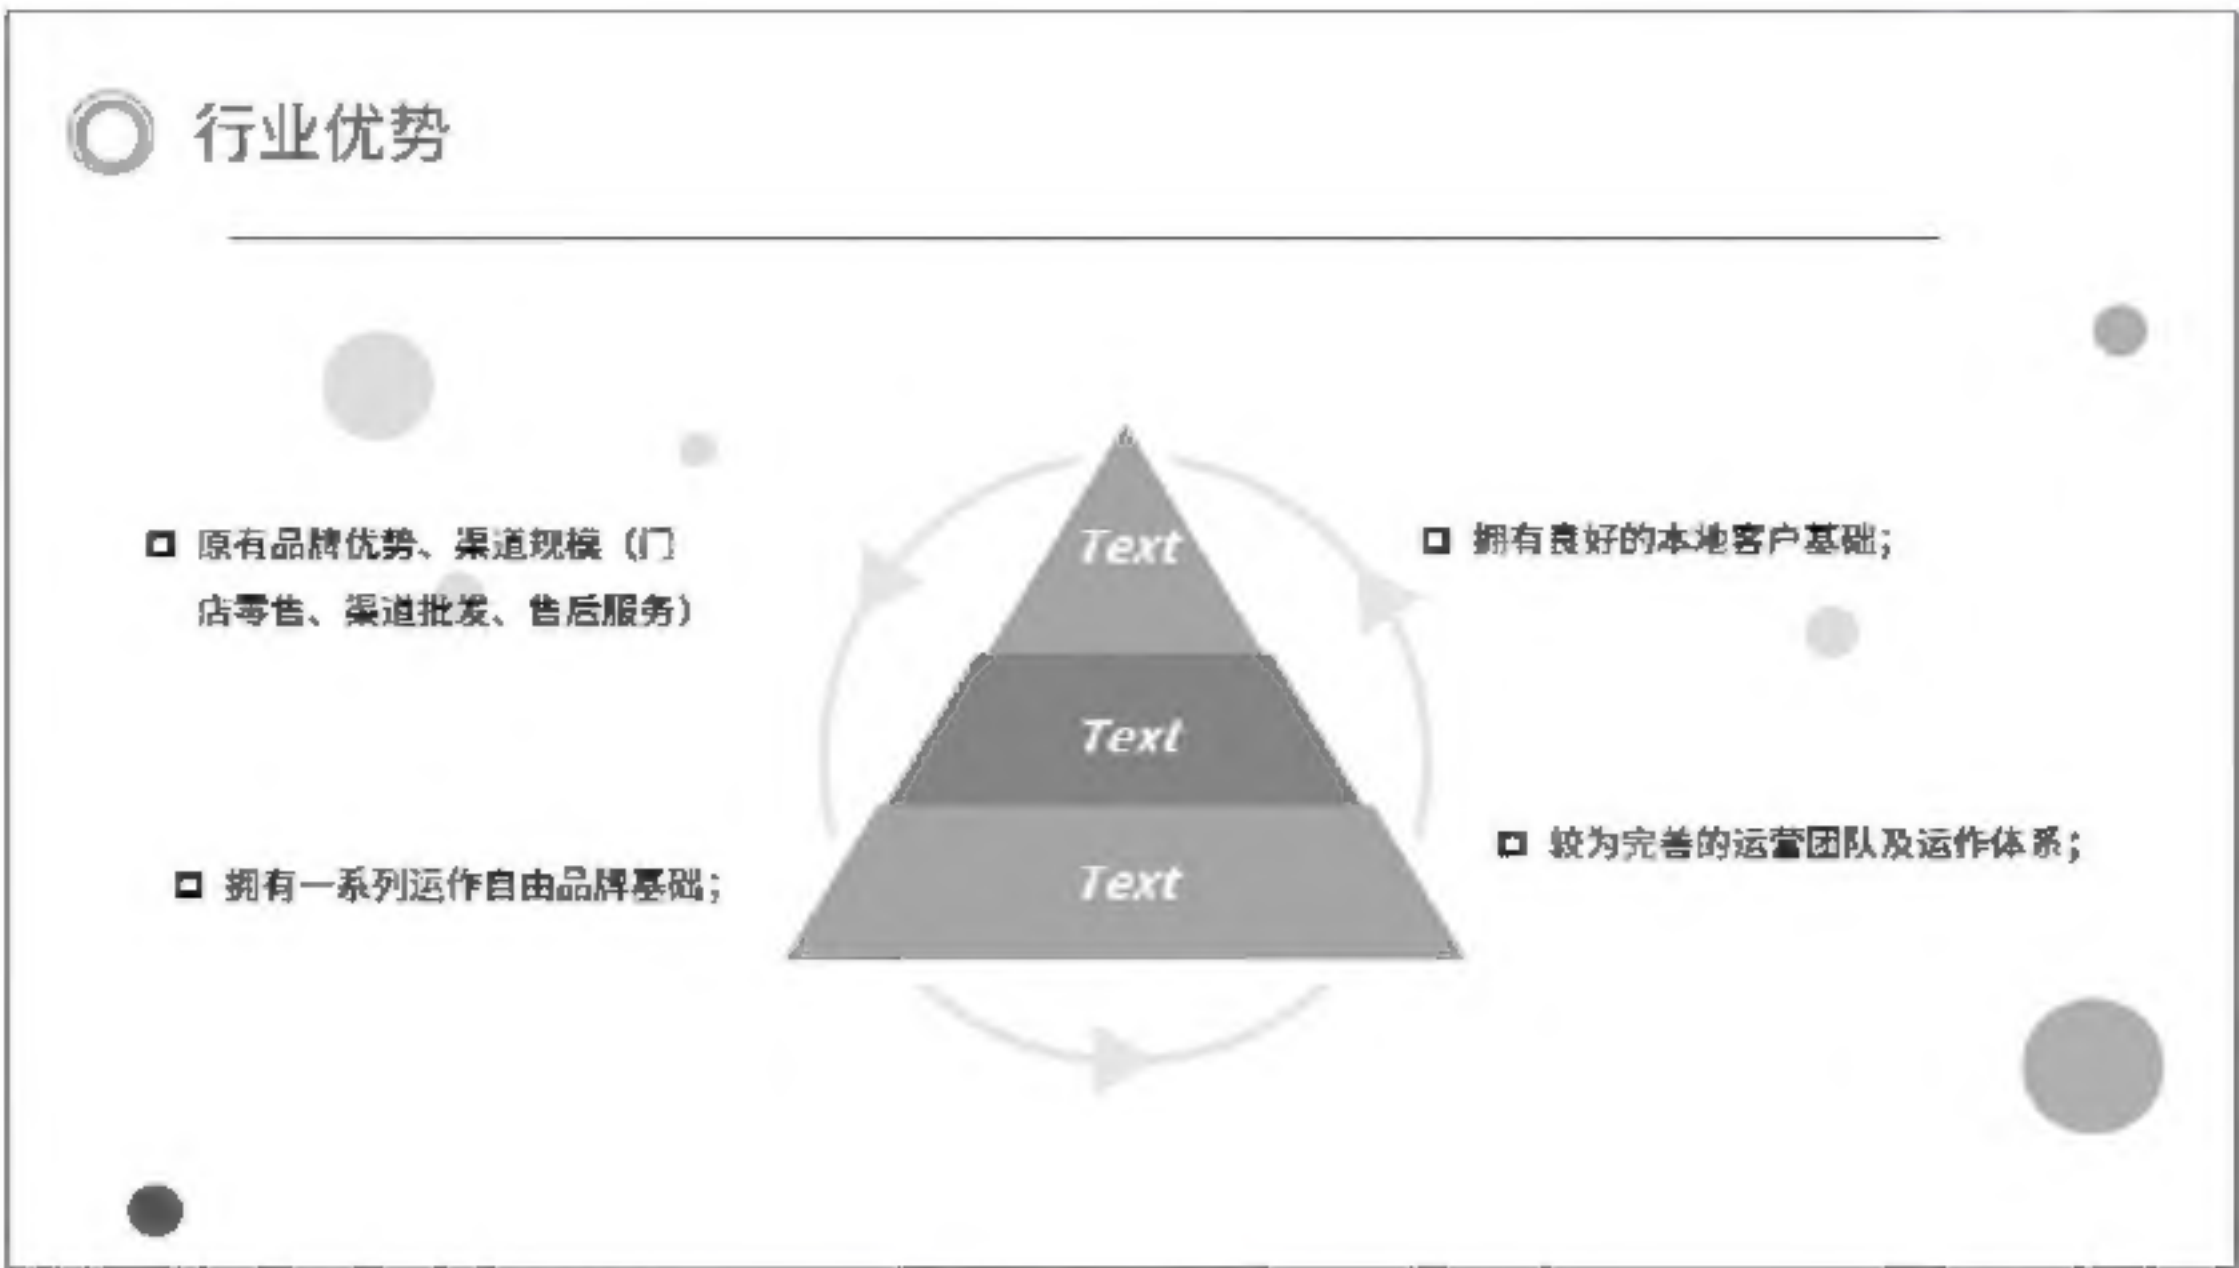 行业优势
原有品牌优势、渠道规模（门
店零售、渠道批发、售后服务）
拥有一系列运作自由品牌基础；
Text
Text
Text
拥有良好的本地客户基础；
较为完善的运营团队及运作体系；